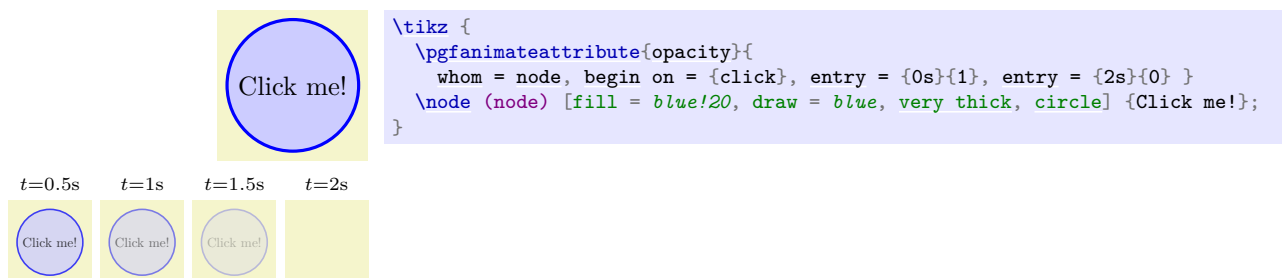 Click me!
\tikz {
  \pgfanimateattribute{opacity}{
    whom = node, begin on = {click}, entry = {0s}{1}, entry = {2s}{0} }
  \node (node) [fill = blue!20, draw = blue, very thick, circle] {Click me!};
}
t=0.5s t=1s t=1.5s t=2s
Click me! Click me! Click me!